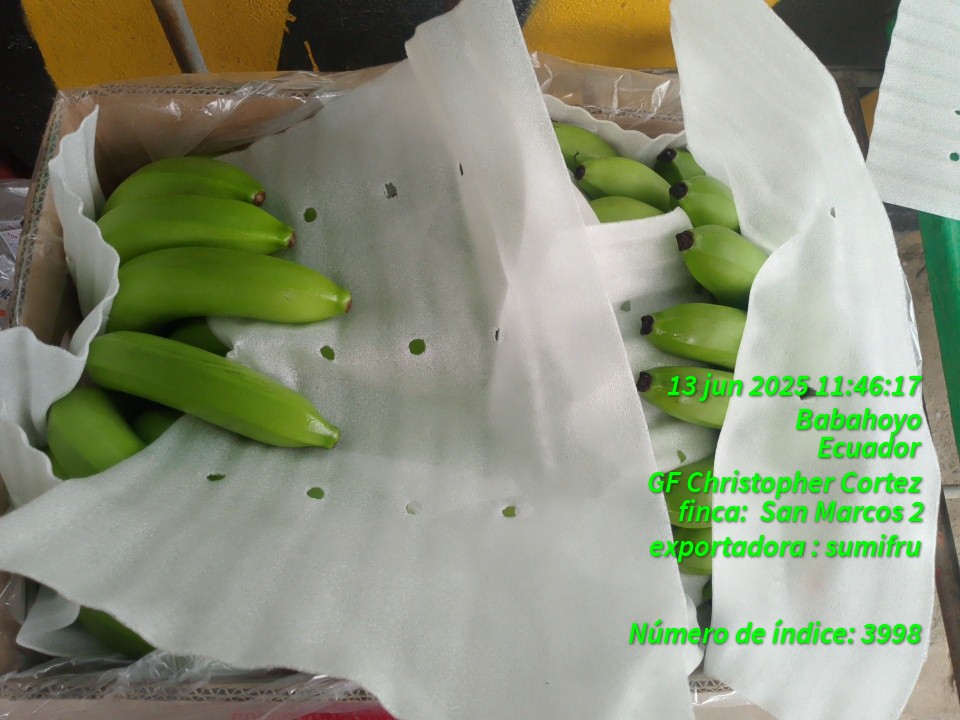 13 jun 2025 11:46:17
Babahoyo
Ecuador
GF Christopher Cortez
finca:  San Marcos 2
exportadora : sumifru
Número de índice: 3998